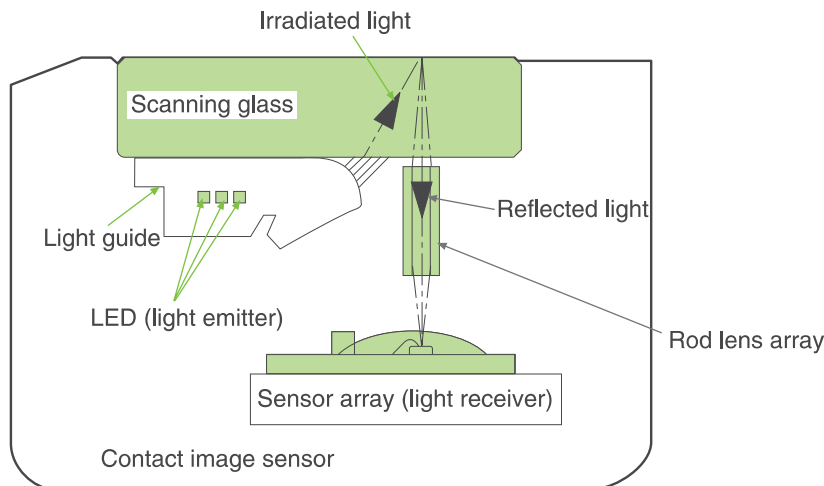 Irradiated light
Scanning glass
Reflected light
Light guide
LED (light emitter)
Rod lens array
Sensor array (light receiver)
Contact image sensor